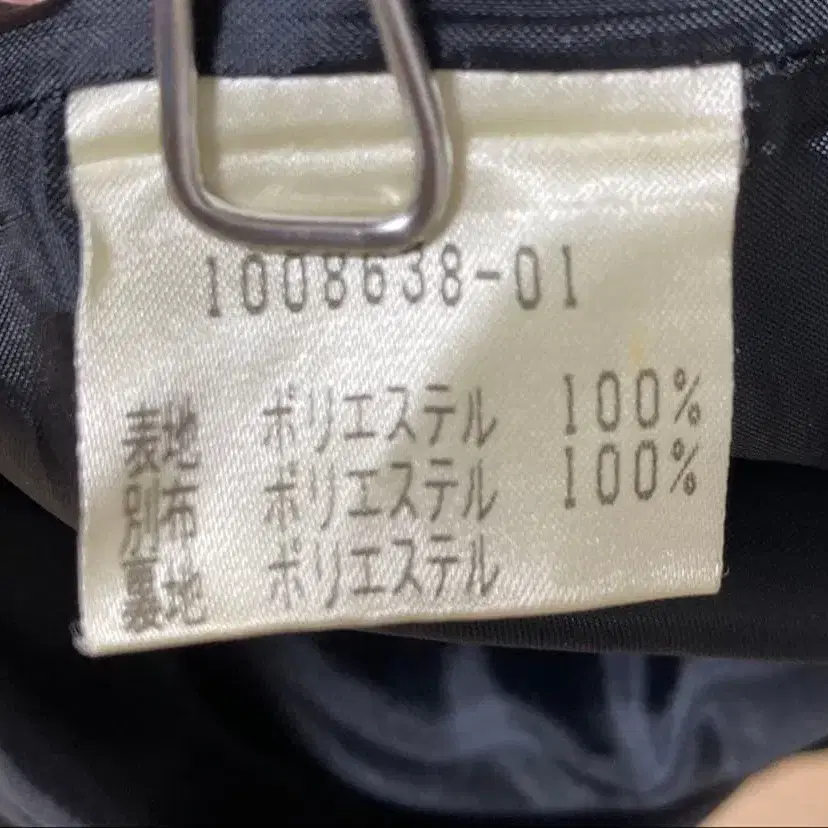 1008638-01
表地 ポリエステル 100%
別布 ポリエステル 100%
裏地 ポリエステル